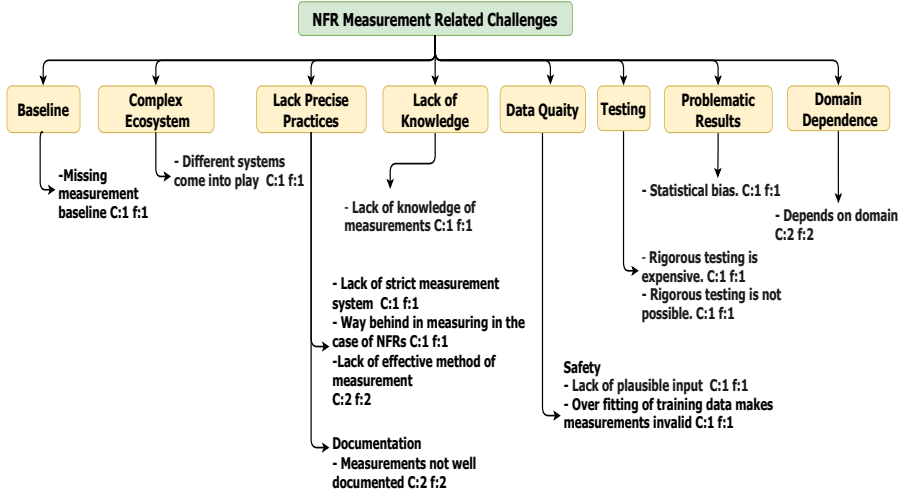 NFR Measurement Related Challenges
Baseline
Complex
Ecosystem
Lack Precise
Practices
Lack of
Knowledge
Data Quaity
Testing
Problematic
Results
Domain
Dependence
-Missing
measurement
baseline C:1 f:1
- Different systems
come into play C:1 f:1
- Lack of knowledge of
measurements C:1 f:1
- Statistical bias. C:1 f:1
- Depends on domain
C:2 f:2
- Rigorous testing is
expensive. C:1 f:1
- Rigorous testing is not
possible. C:1 f:1
- Lack of strict measurement
system C:1 f:1
- Way behind in measuring in the
case of NFRs C:1 f:1
-Lack of effective method of
measurement
C:2 f:2
Safety
- Lack of plausible input C:1 f:1
- Over fitting of training data makes
measurements invalid C:1 f:1
Documentation
- Measurements not well
documented C:2 f:2